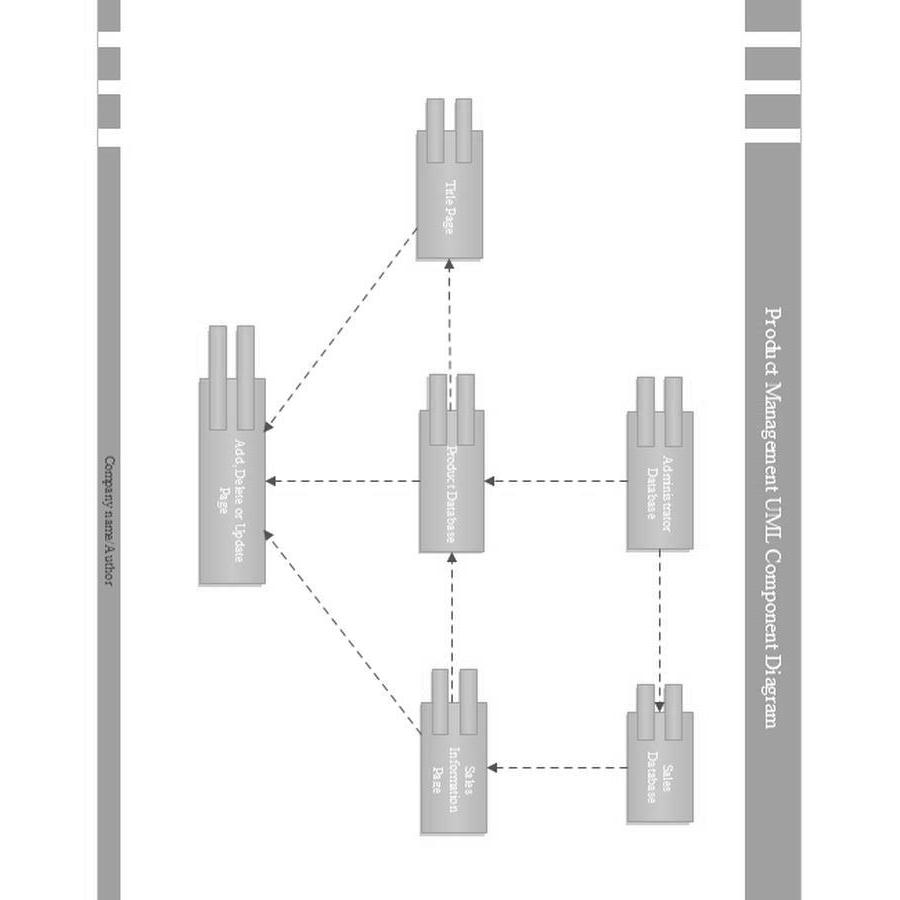 Product Management UML Component Diagram
Administrator
Database
Sales
Database
Title Page
Product Database
Sales
Information
Page
Add, Delete or Update
Page
Company name/Author